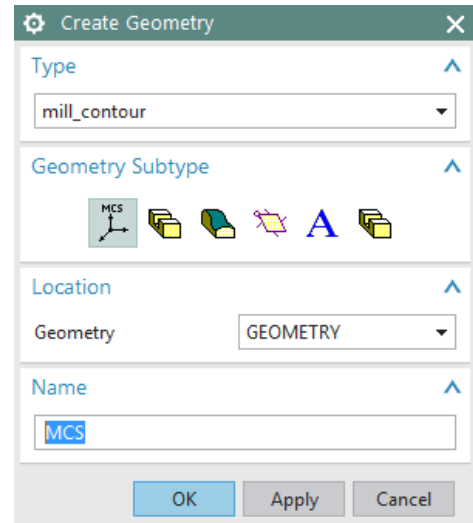 Create Geometry
Type
mill_contour
Geometry Subtype
MCS
A
Location
Geometry GEOMETRY
Name
MCS
OK Apply Cancel